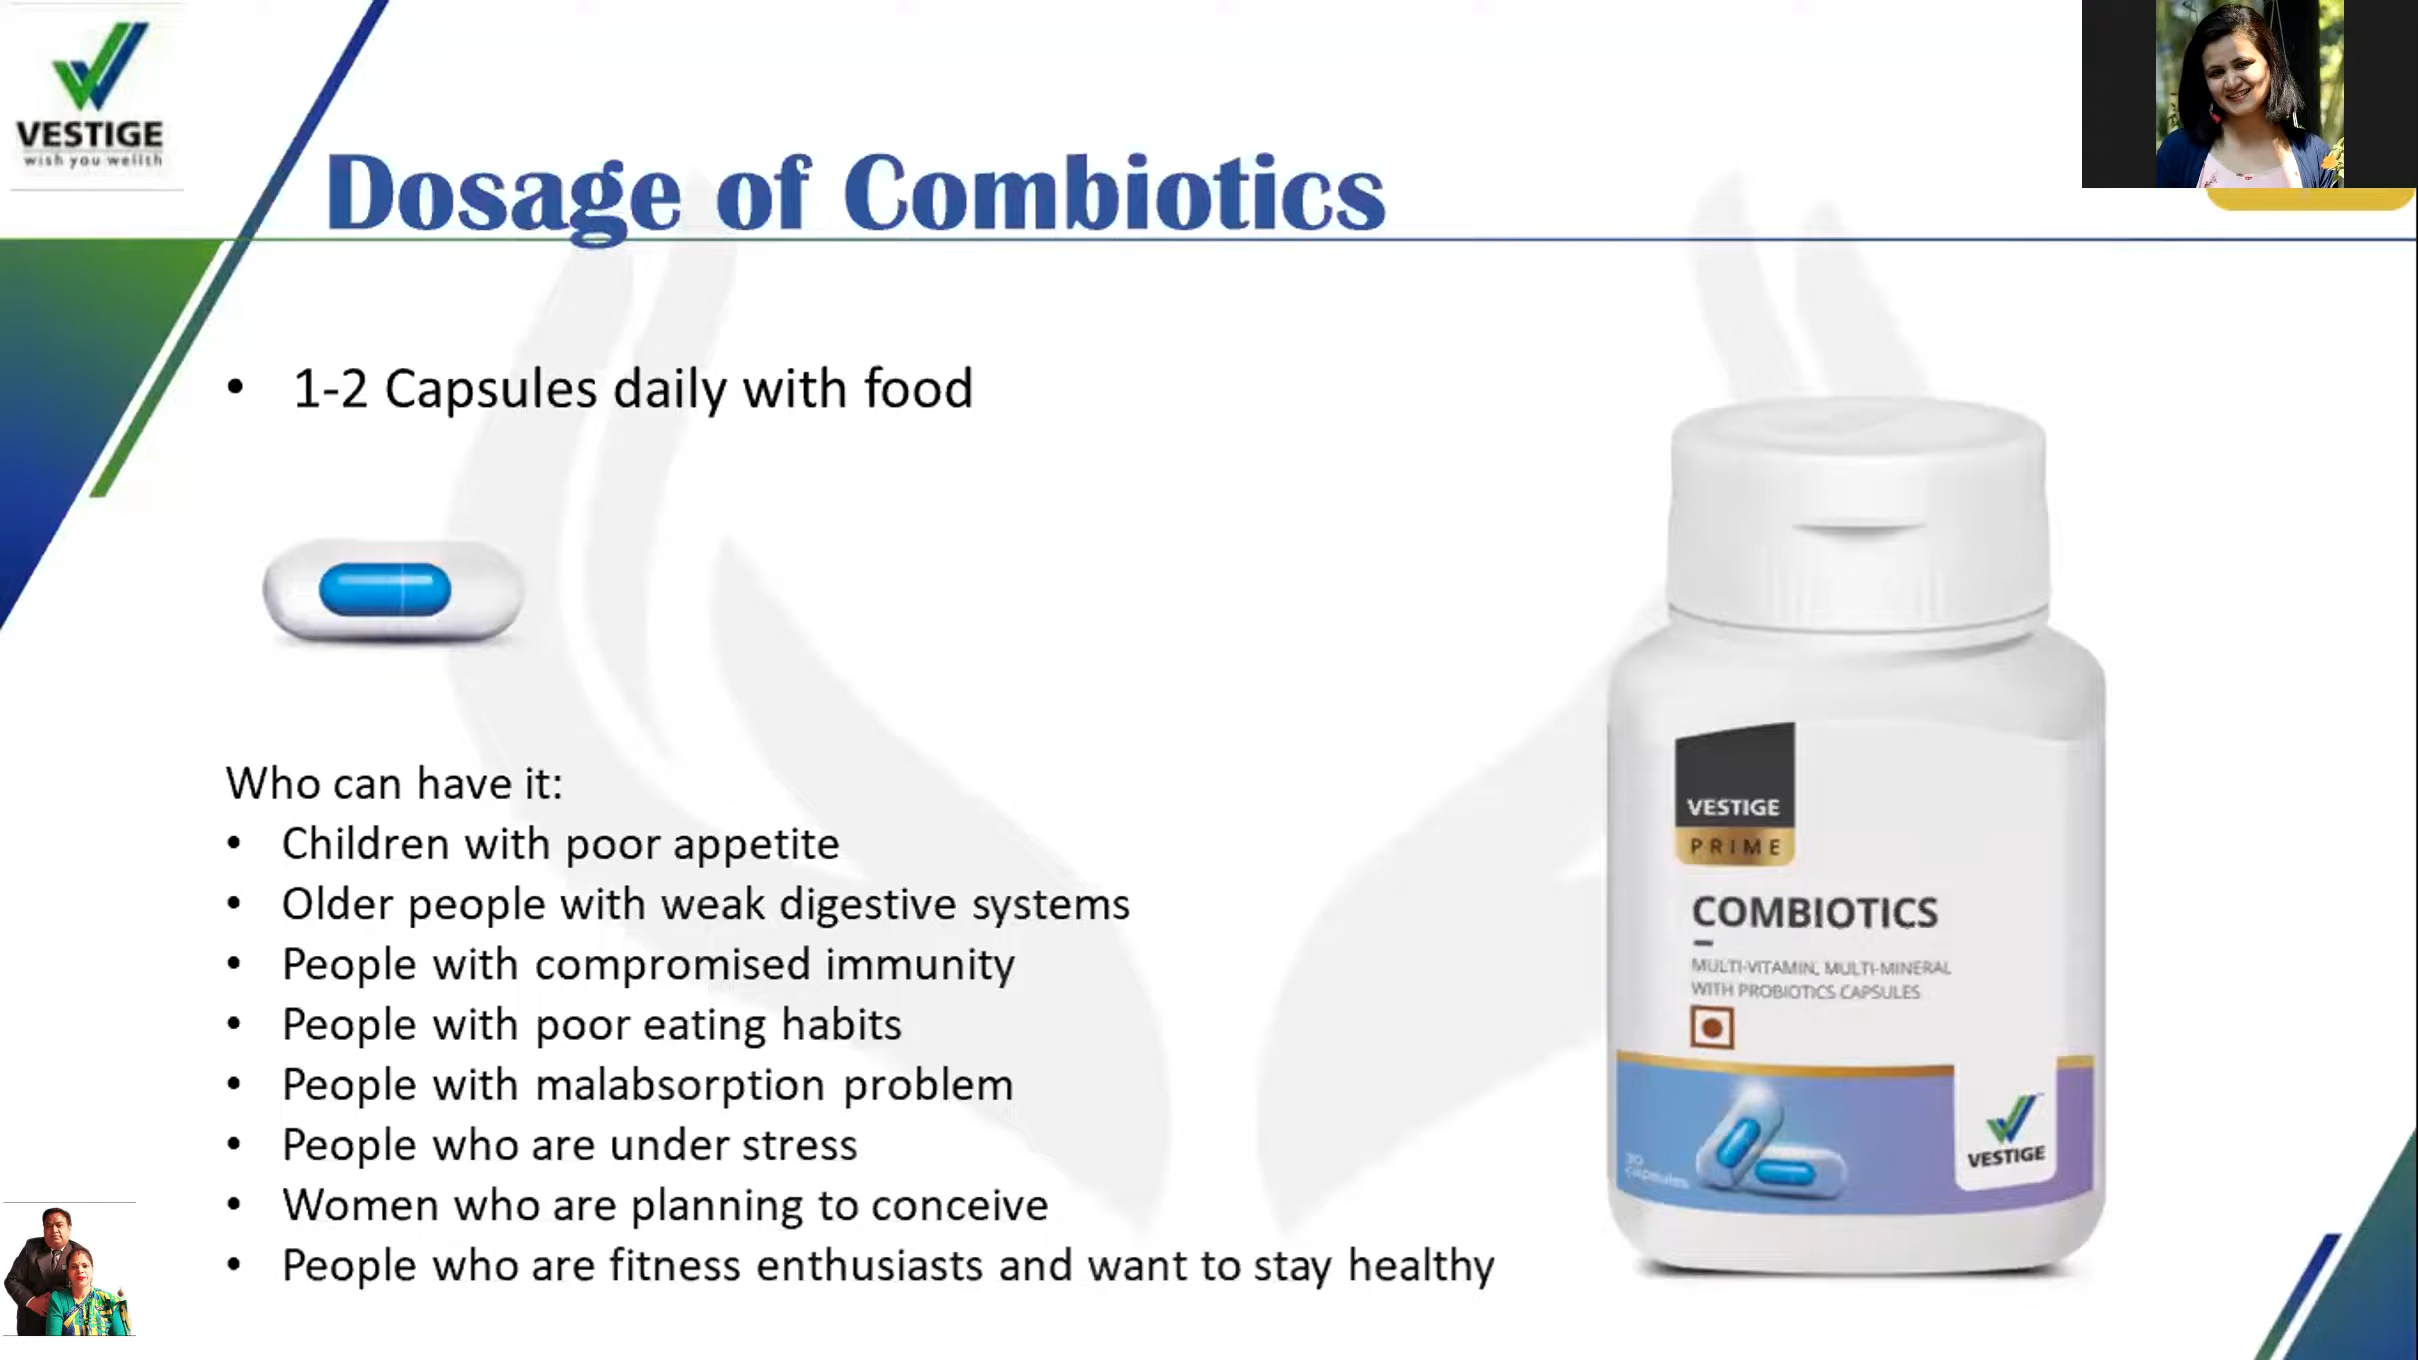 VESTIGE
wish you wellth
Dosage of Combiotics
• 1-2 Capsules daily with food
Who can have it:
• Children with poor appetite
• Older people with weak digestive systems
• People with compromised immunity
• People with poor eating habits
• People with malabsorption problem
• People who are under stress
• Women who are planning to conceive
• People who are fitness enthusiasts and want to stay healthy
VESTIGE
PRIME
COMBIOTICS
MULTI-VITAMIN, MULTI-MINERAL
WITH PROBIOTICS CAPSULES
30
capsules
VESTIGE